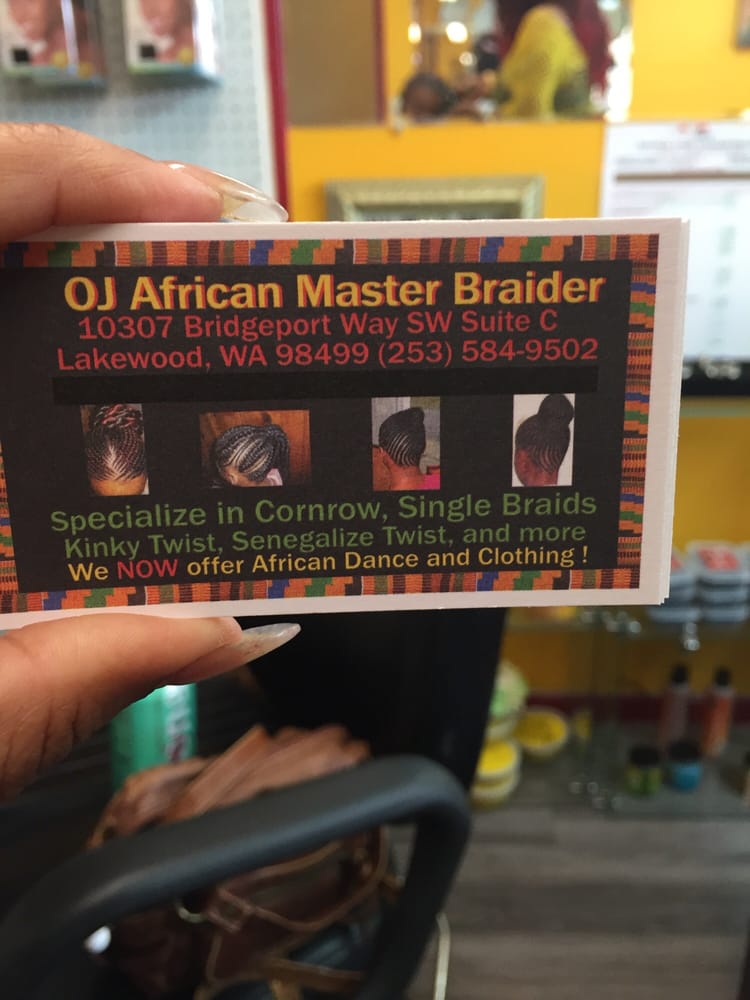 OJ African Master Braider
10307 Bridgeport Way SW Suite C
Lakewood, WA 98499 (253) 584-9502
Specialize in Cornrow, Single Braids
Kinky Twist, Senegalize Twist, and more
We NOW offer African Dance and Clothing !